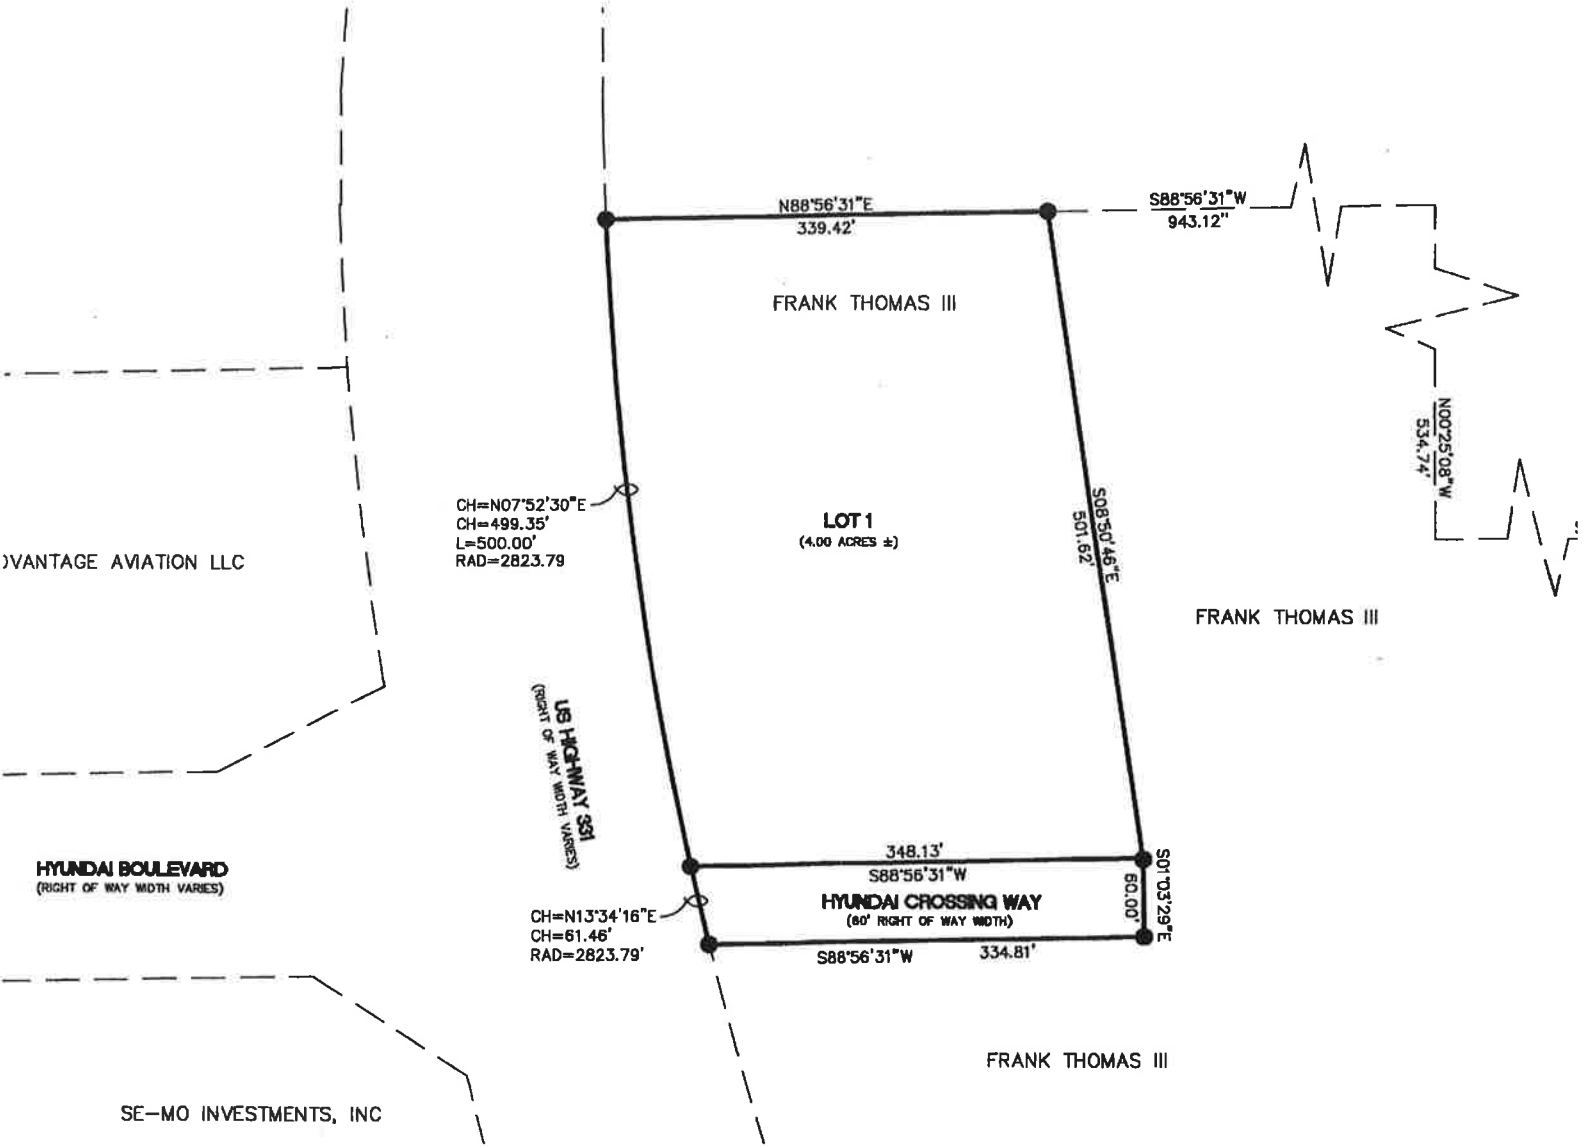 N88°56'31"E
339.42'
S88°56'31"W
943.12"
FRANK THOMAS III
N00°25'08"W
534.74'
CH=N07°52'30"E
CH=499.35'
L=500.00'
RAD=2823.79
LOT 1
(4.00 ACRES ±)
S08°50'46"E
501.62'
VANTAGE AVIATION LLC
FRANK THOMAS III
US HIGHWAY 331
(RIGHT OF WAY WIDTH VARIES)
HYUNDAI BOULEVARD
(RIGHT OF WAY WIDTH VARIES)
348.13'
S88°56'31"W
HYUNDAI CROSSING WAY
(60' RIGHT OF WAY WIDTH)
S01°03'29"E
60.00'
CH=N13°34'16"E
CH=61.46'
RAD=2823.79'
S88°56'31"W 334.81'
FRANK THOMAS III
SE-MO INVESTMENTS, INC